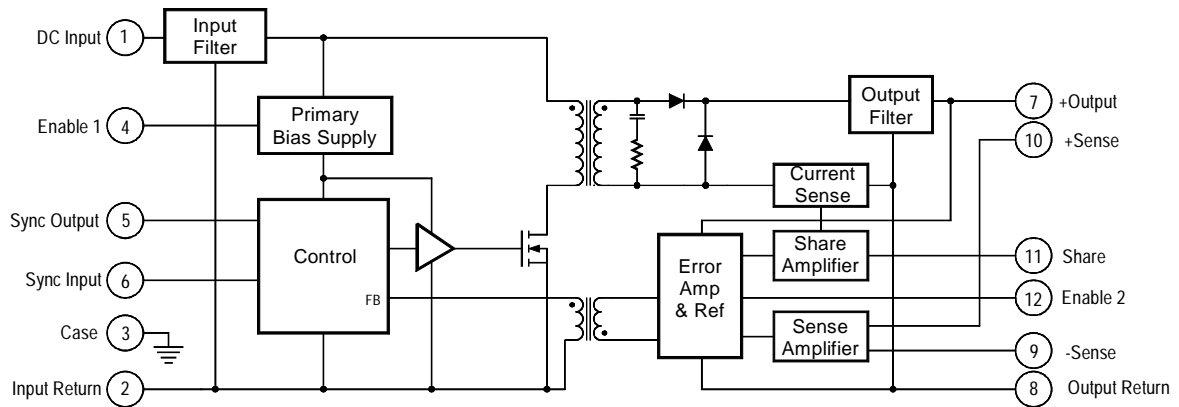 DC Input
1
Input
Filter
Enable 1
4
Primary
Bias Supply
Sync Output
5
Sync Input
6
Control
FB
Case
3
Input Return
2
Output
Filter
7
+Output
10
+Sense
Current
Sense
Share
Amplifier
11
Share
Error
Amp
& Ref
12
Enable 2
Sense
Amplifier
9
-Sense
8
Output Return